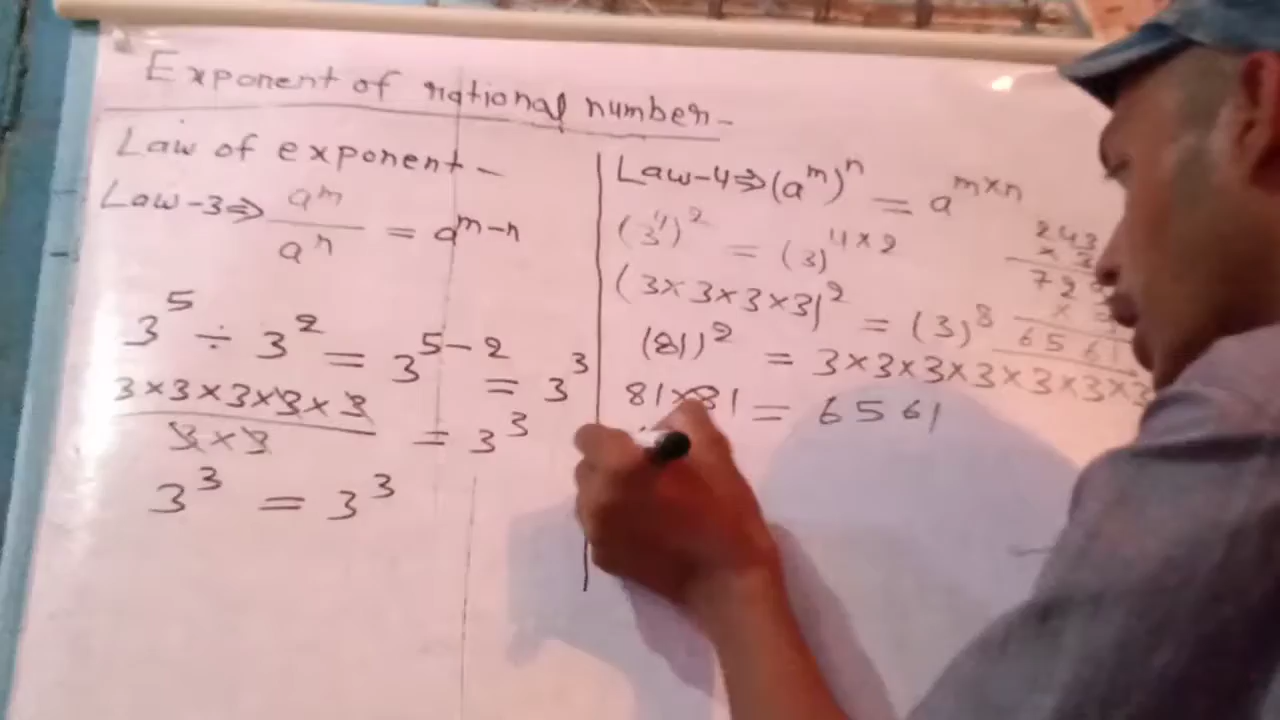 Exponent of rational number-
Law of exponent-
Law-3⇒ a^m / a^n = a^m-n
3^5 ÷ 3^2 = 3^5-2 = 3^3
3×3×3×3×3 / 3×3 = 3^3
3^3 = 3^3
Law-4⇒(a^m)^n = a^m×n
(3^4)^2 = (3)^4×2
(3×3×3×3)^2 = (3)^8
(81)^2 = 3×3×3×3×3×3×3
81×81 = 6561
243
× 3
72
×
6561